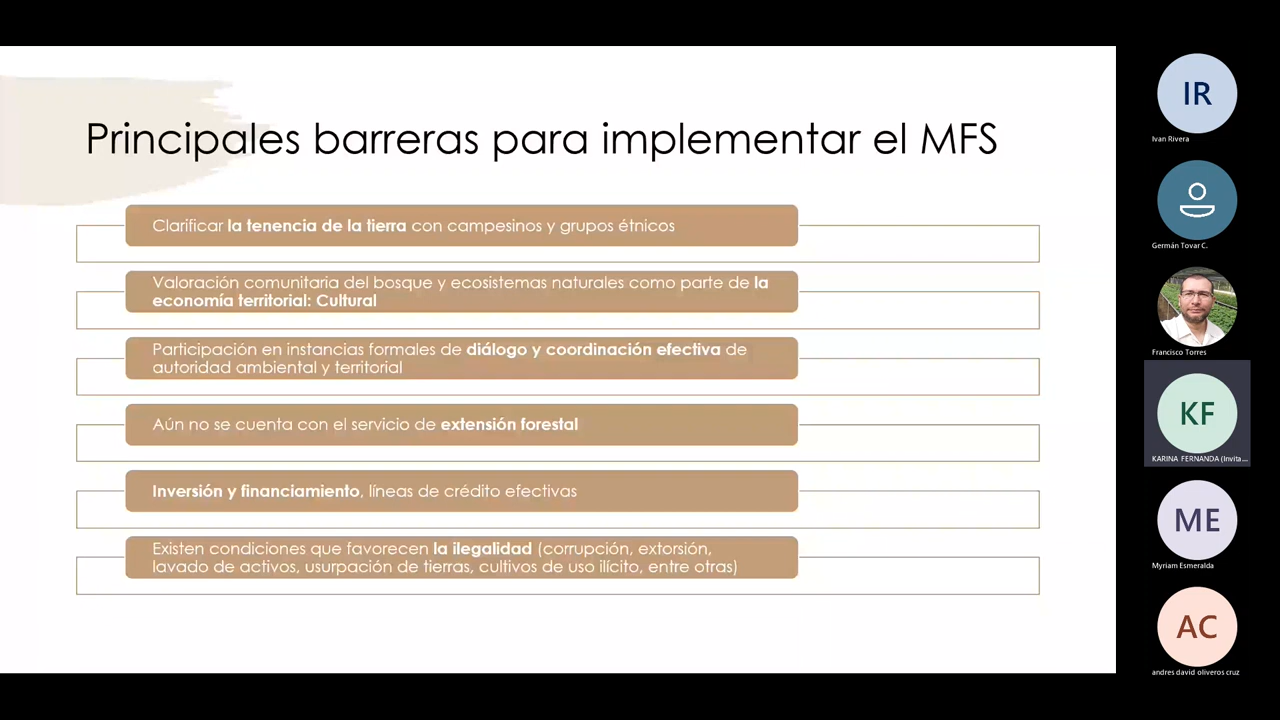 Principales barreras para implementar el MFS
Clarificar la tenencia de la tierra con campesinos y grupos étnicos
Valoración comunitaria del bosque y ecosistemas naturales como parte de la
economía territorial: Cultural
Participación en instancias formales de diálogo y coordinación efectiva de
autoridad ambiental y territorial
Aún no se cuenta con el servicio de extensión forestal
Inversión y financiamiento, líneas de crédito efectivas
Existen condiciones que favorecen la ilegalidad (corrupción, extorsión,
lavado de activos, usurpación de tierras, cultivos de uso ilícito, entre otras)
IR
Ivan Rivera
Germán Tovar C.
Francisco Torres
KF
KARINA FERNANDA (Invita...
ME
Myriam Esmeralda
AC
andres david oliveros cruz